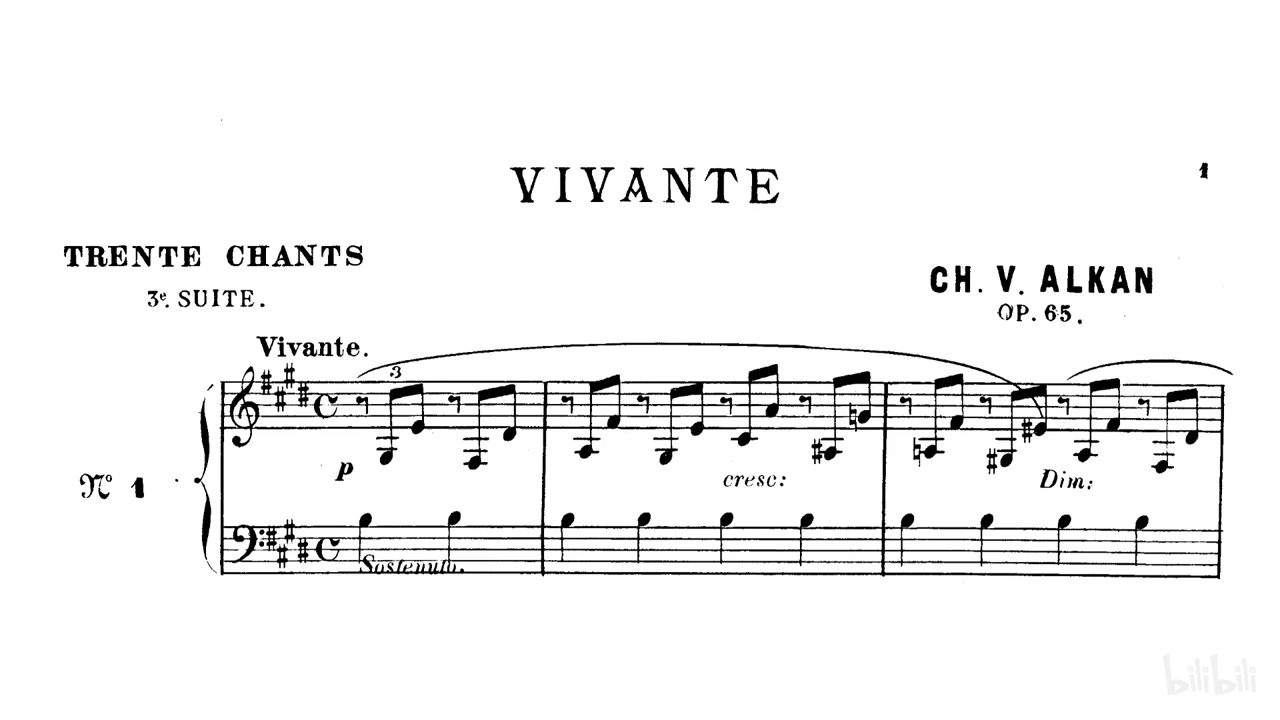 1
VIVANTE
TRENTE CHANTS
3e. SUITE.
CH. V. ALKAN
OP. 65.
Vivante.
3
p
cresc:
Dim:
No 1
Sostenuto.
bilibili